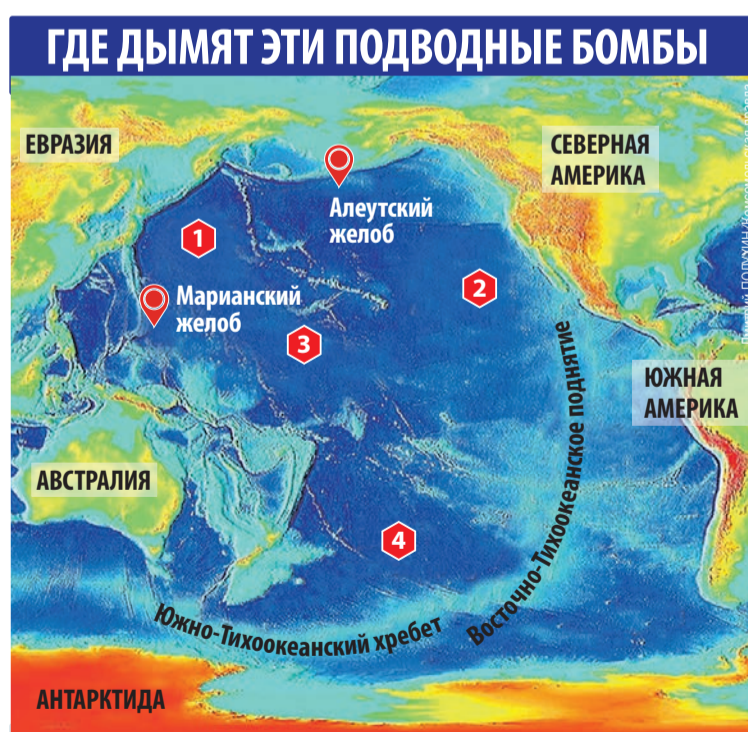 ГДЕ ДЫМЯТ ЭТИ ПОДВОДНЫЕ БОМБЫ
ЕВРАЗИЯ
СЕВЕРНАЯ
АМЕРИКА
Алеутский
желоб
1
2
Марианский
желоб
3
ЮЖНАЯ
АМЕРИКА
Восточно-Тихоокеанское поднятие
АВСТРАЛИЯ
4
Южно-Тихоокеанский хребет
АНТАРКТИДА